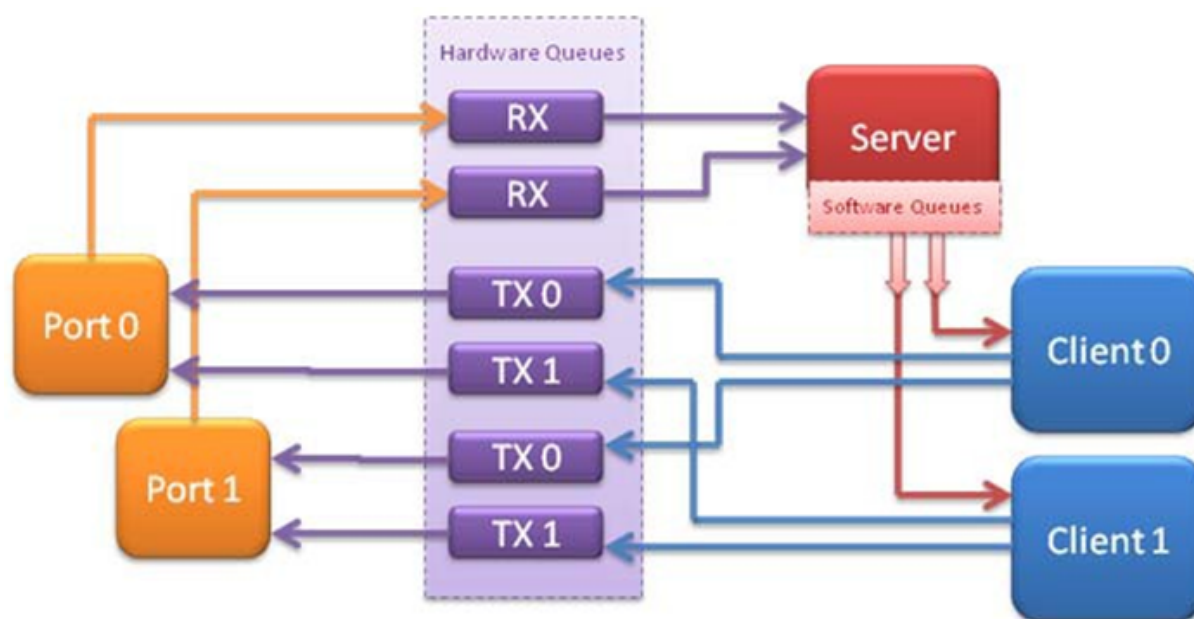 Hardware Queues
RX
Server
RX
Software Queues
Port 0
TX 0
Client 0
TX 1
Port 1
TX 0
TX 1
Client 1